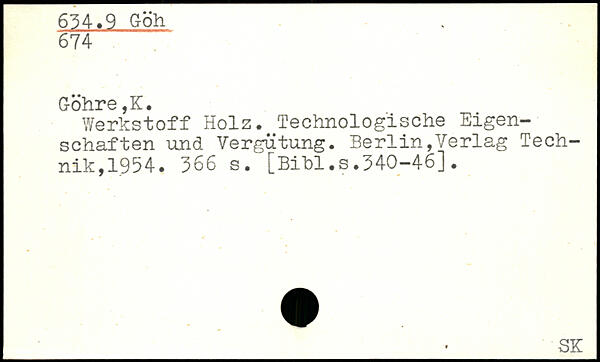 634.9 Göh
674
Göhre,K.
Werkstoff Holz. Technologische Eigen-
schaften und Vergütung. Berlin,Verlag Tech-
nik,1954. 366 s. [Bibl.s.340-46].
SK